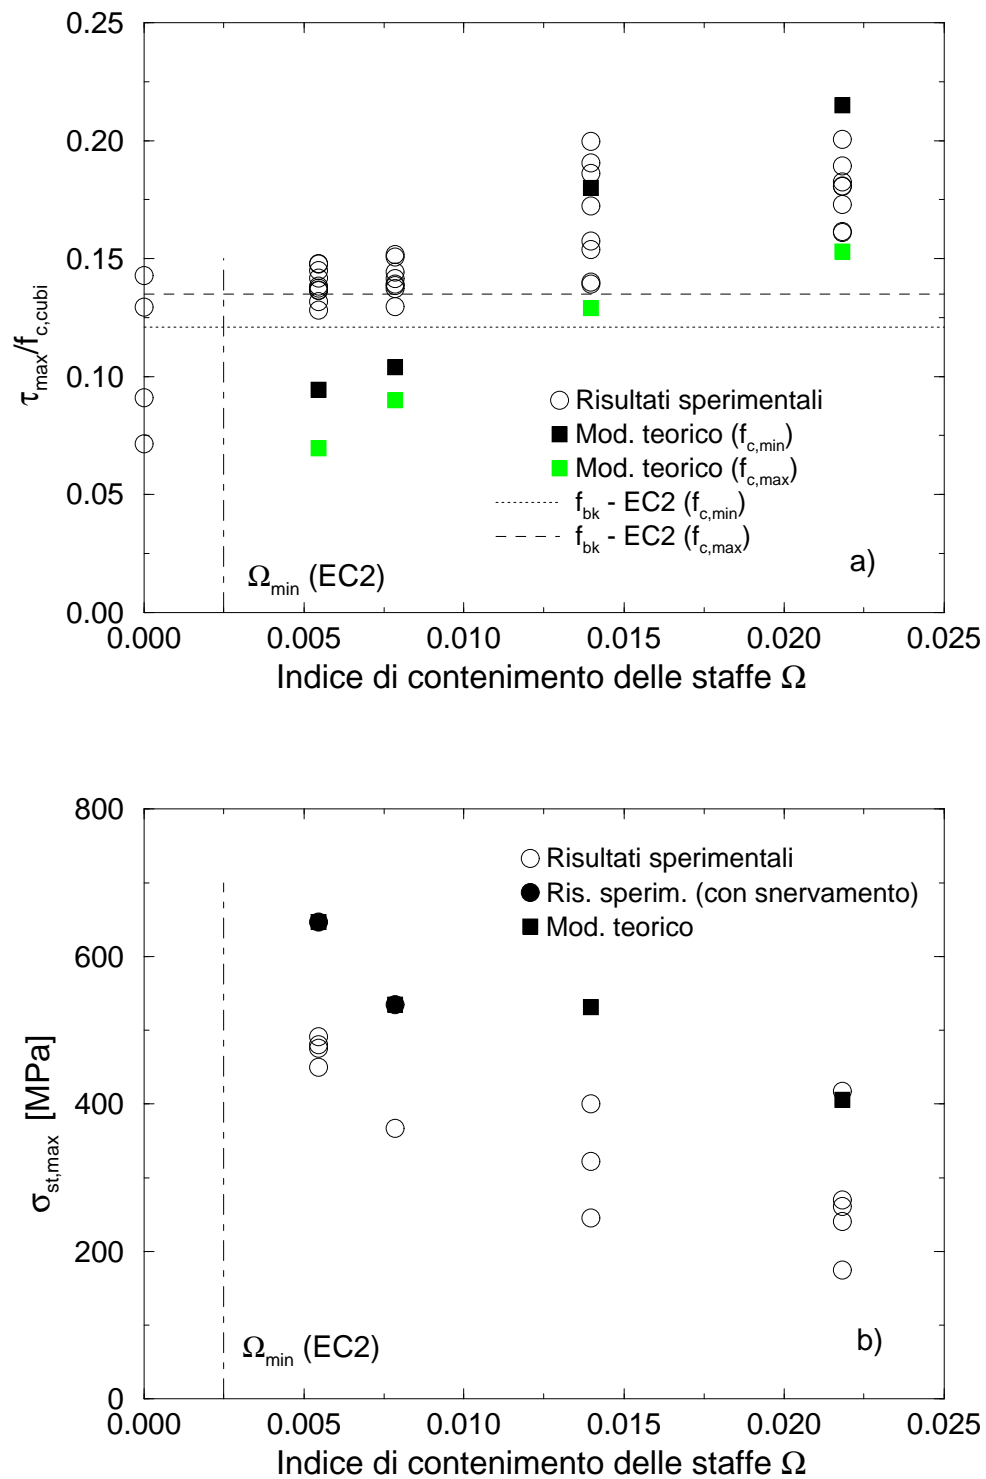 0.25
0.20
0.15
0.10
0.05
0.00
τmax/fc,cubi
Risultati sperimentali
Mod. teorico (fc,min)
Mod. teorico (fc,max)
fbk - EC2 (fc,min)
fbk - EC2 (fc,max)
Ωmin (EC2)
a)
0.000 0.005 0.010 0.015 0.020 0.025
Indice di contenimento delle staffe Ω
800
600
400
200
0
σst,max [MPa]
Risultati sperimentali
Ris. sperim. (con snervamento)
Mod. teorico
Ωmin (EC2)
b)
0.000 0.005 0.010 0.015 0.020 0.025
Indice di contenimento delle staffe Ω